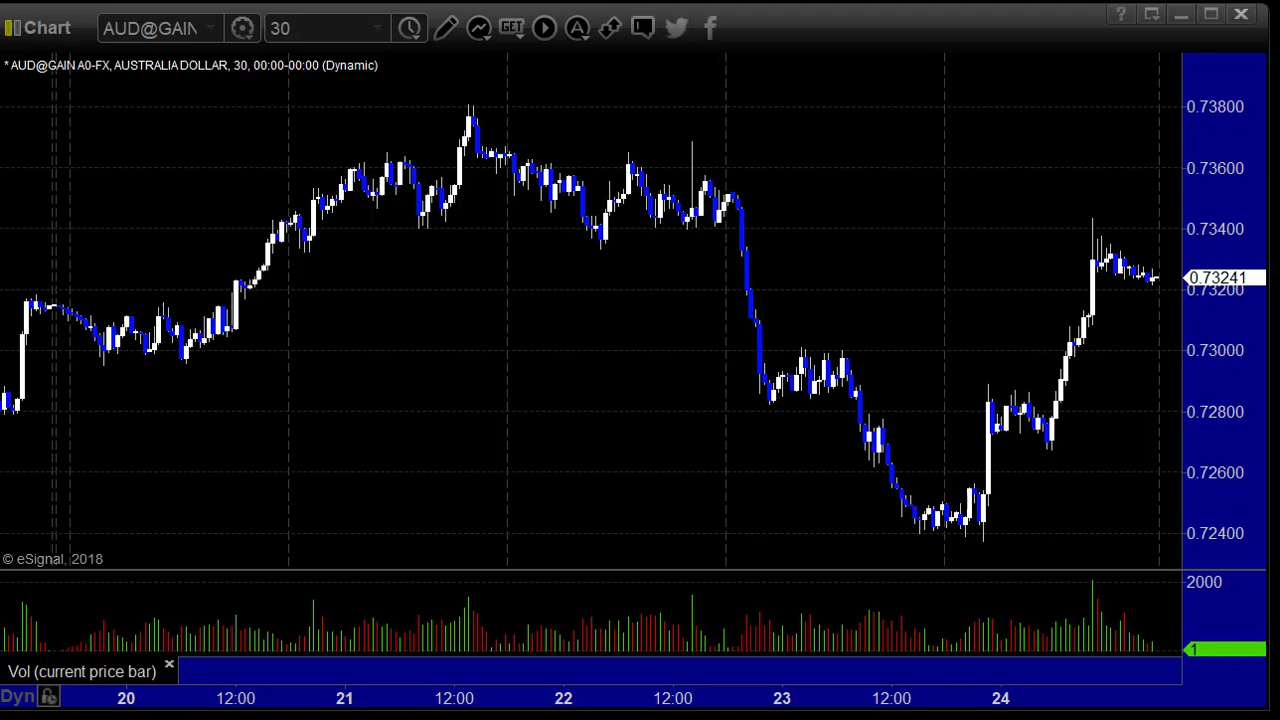 Chart AUD@GAIN 30 GET A ?
* AUD@GAIN A0-FX, AUSTRALIA DOLLAR, 30, 00:00-00:00 (Dynamic)
0.73800
0.73600
0.73400
0.73241
0.73200
0.73000
0.72800
0.72600
0.72400
© eSignal, 2018
2000
1
Vol (current price bar)
Dyn 20 12:00 21 12:00 22 12:00 23 12:00 24